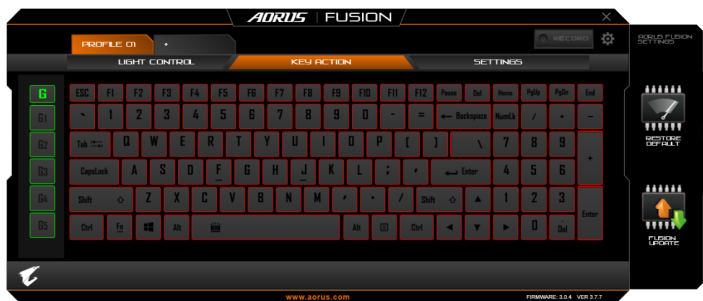 AORUS | FUSION
AORUS FUSION SETTINGS
PROFILE 01
RECORD
LIGHT CONTROL KEY ACTION SETTINGS
G ESC F1 F2 F3 F4 F5 F6 F7 F8 F9 F10 F11 F12 Pause Del Home PgUp PgDn End
G1 ` 1 2 3 4 5 6 7 8 9 0 - = ← Backspace NumLk / * -
G2 Tab Q W E R T Y U I O P [ ] \ 7 8 9 +
G3 CapsLock A S D F G H J K L ; ' Enter 4 5 6
G4 Shift Z X C V B N M , . / Shift ▲ 1 2 3 Enter
G5 Ctrl Fn Alt Alt Ctrl ◄ ▼ ► 0 Del
RESTORE DEFAULT
FUSION UPDATE
www.aorus.com
FIRMWARE: 3.0.4 VER 3.7.7